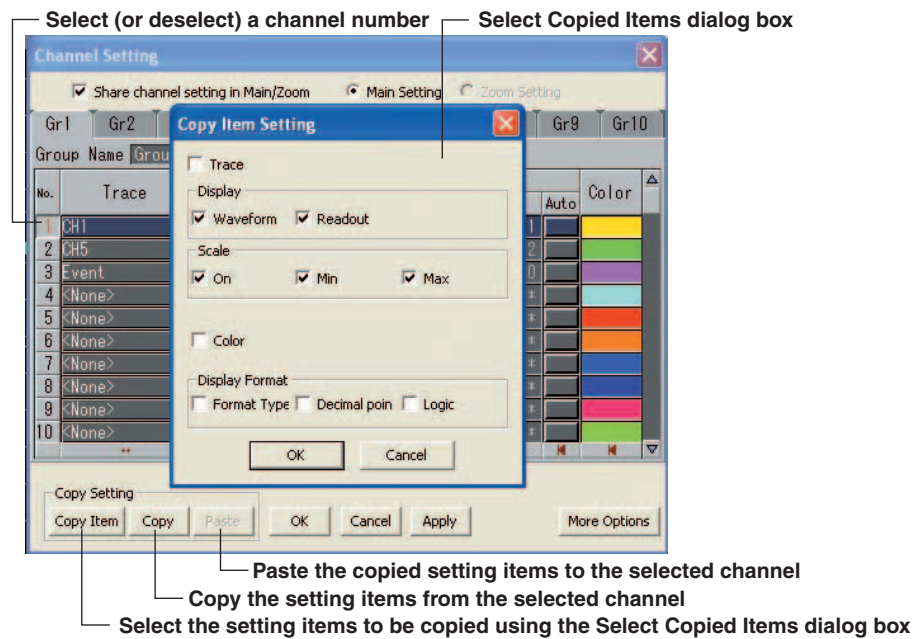 Select (or deselect) a channel number
Select Copied Items dialog box
Channel Setting
Share channel setting in Main/Zoom
Main Setting
Zoom Setting
Gr1
Gr2
Gr9
Gr10
Group Name Grou
Copy Item Setting
Trace
Display
Waveform
Readout
Scale
On
Min
Max
Color
Display Format
Format Type
Decimal poin
Logic
OK
Cancel
No.
Trace
Auto
Color
1 CH1 1
2 CH5 2
3 Event 0
4 <None> *
5 <None> *
6 <None> *
7 <None> *
8 <None> *
9 <None> *
10 <None> *
Copy Setting
Copy Item
Copy
Paste
OK
Cancel
Apply
More Options
Paste the copied setting items to the selected channel
Copy the setting items from the selected channel
Select the setting items to be copied using the Select Copied Items dialog box